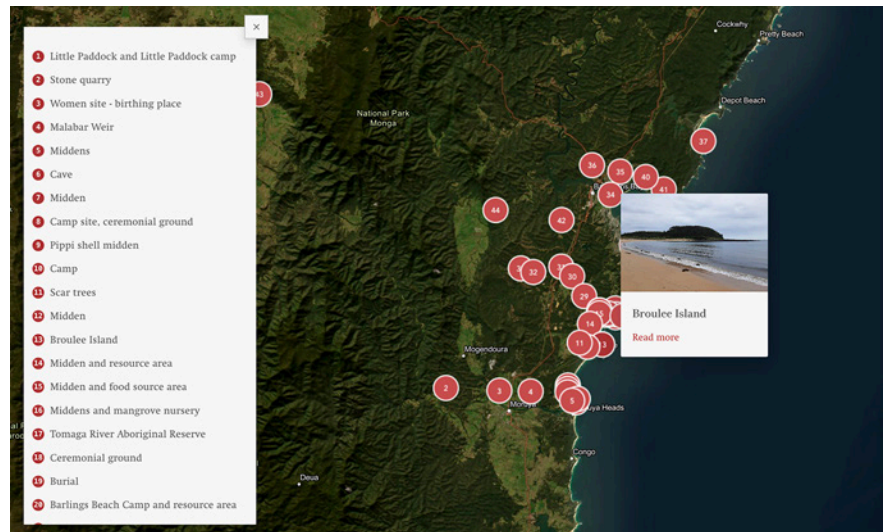 ×
1 Little Paddock and Little Paddock camp
2 Stone quarry
3 Women site - birthing place
4 Malabar Weir
5 Middens
6 Cave
7 Midden
8 Camp site, ceremonial ground
9 Pippi shell midden
10 Camp
11 Scar trees
12 Midden
13 Broulee Island
14 Midden and resource area
15 Midden and food source area
16 Middens and mangrove nursery
17 Tomaga River Aboriginal Reserve
18 Ceremonial ground
19 Burial
20 Barlings Beach Camp and resource area
Cockwhy
Pretty Beach
43
Depot Beach
National Park
Monga
37
36
35
40
41
34
44
42
32
30
29
15
14
11
Broulee Island
Read more
Mogendoura
2
3
4
5
Congo
Deua